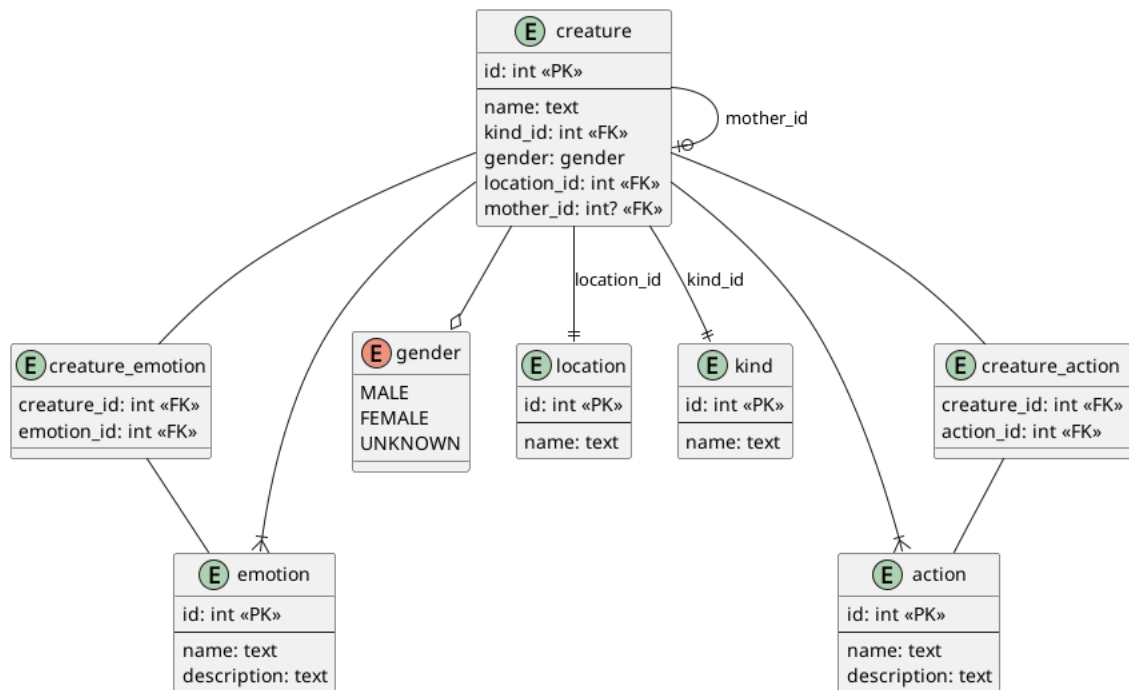 E creature
id: int «PK»
name: text
kind_id: int «FK»
gender: gender
location_id: int «FK»
mother_id: int? «FK»
mother_id
location_id
kind_id
E creature_emotion
creature_id: int «FK»
emotion_id: int «FK»
E gender
MALE
FEMALE
UNKNOWN
E location
id: int «PK»
name: text
E kind
id: int «PK»
name: text
E creature_action
creature_id: int «FK»
action_id: int «FK»
E emotion
id: int «PK»
name: text
description: text
E action
id: int «PK»
name: text
description: text